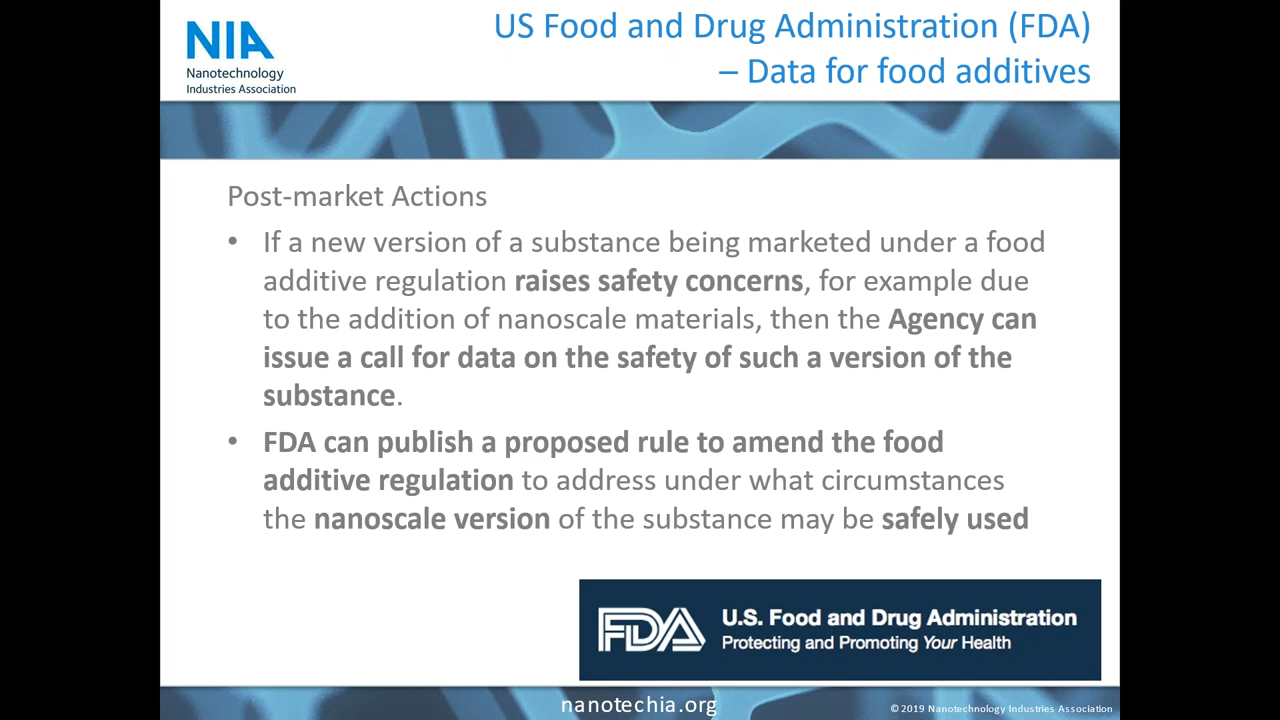 NIA
Nanotechnology
Industries Association
US Food and Drug Administration (FDA)
– Data for food additives
Post-market Actions
• If a new version of a substance being marketed under a food
additive regulation raises safety concerns, for example due
to the addition of nanoscale materials, then the Agency can
issue a call for data on the safety of such a version of the
substance.
• FDA can publish a proposed rule to amend the food
additive regulation to address under what circumstances
the nanoscale version of the substance may be safely used
FDA
U.S. Food and Drug Administration
Protecting and Promoting Your Health
nanotechia.org
© 2019 Nanotechnology Industries Association